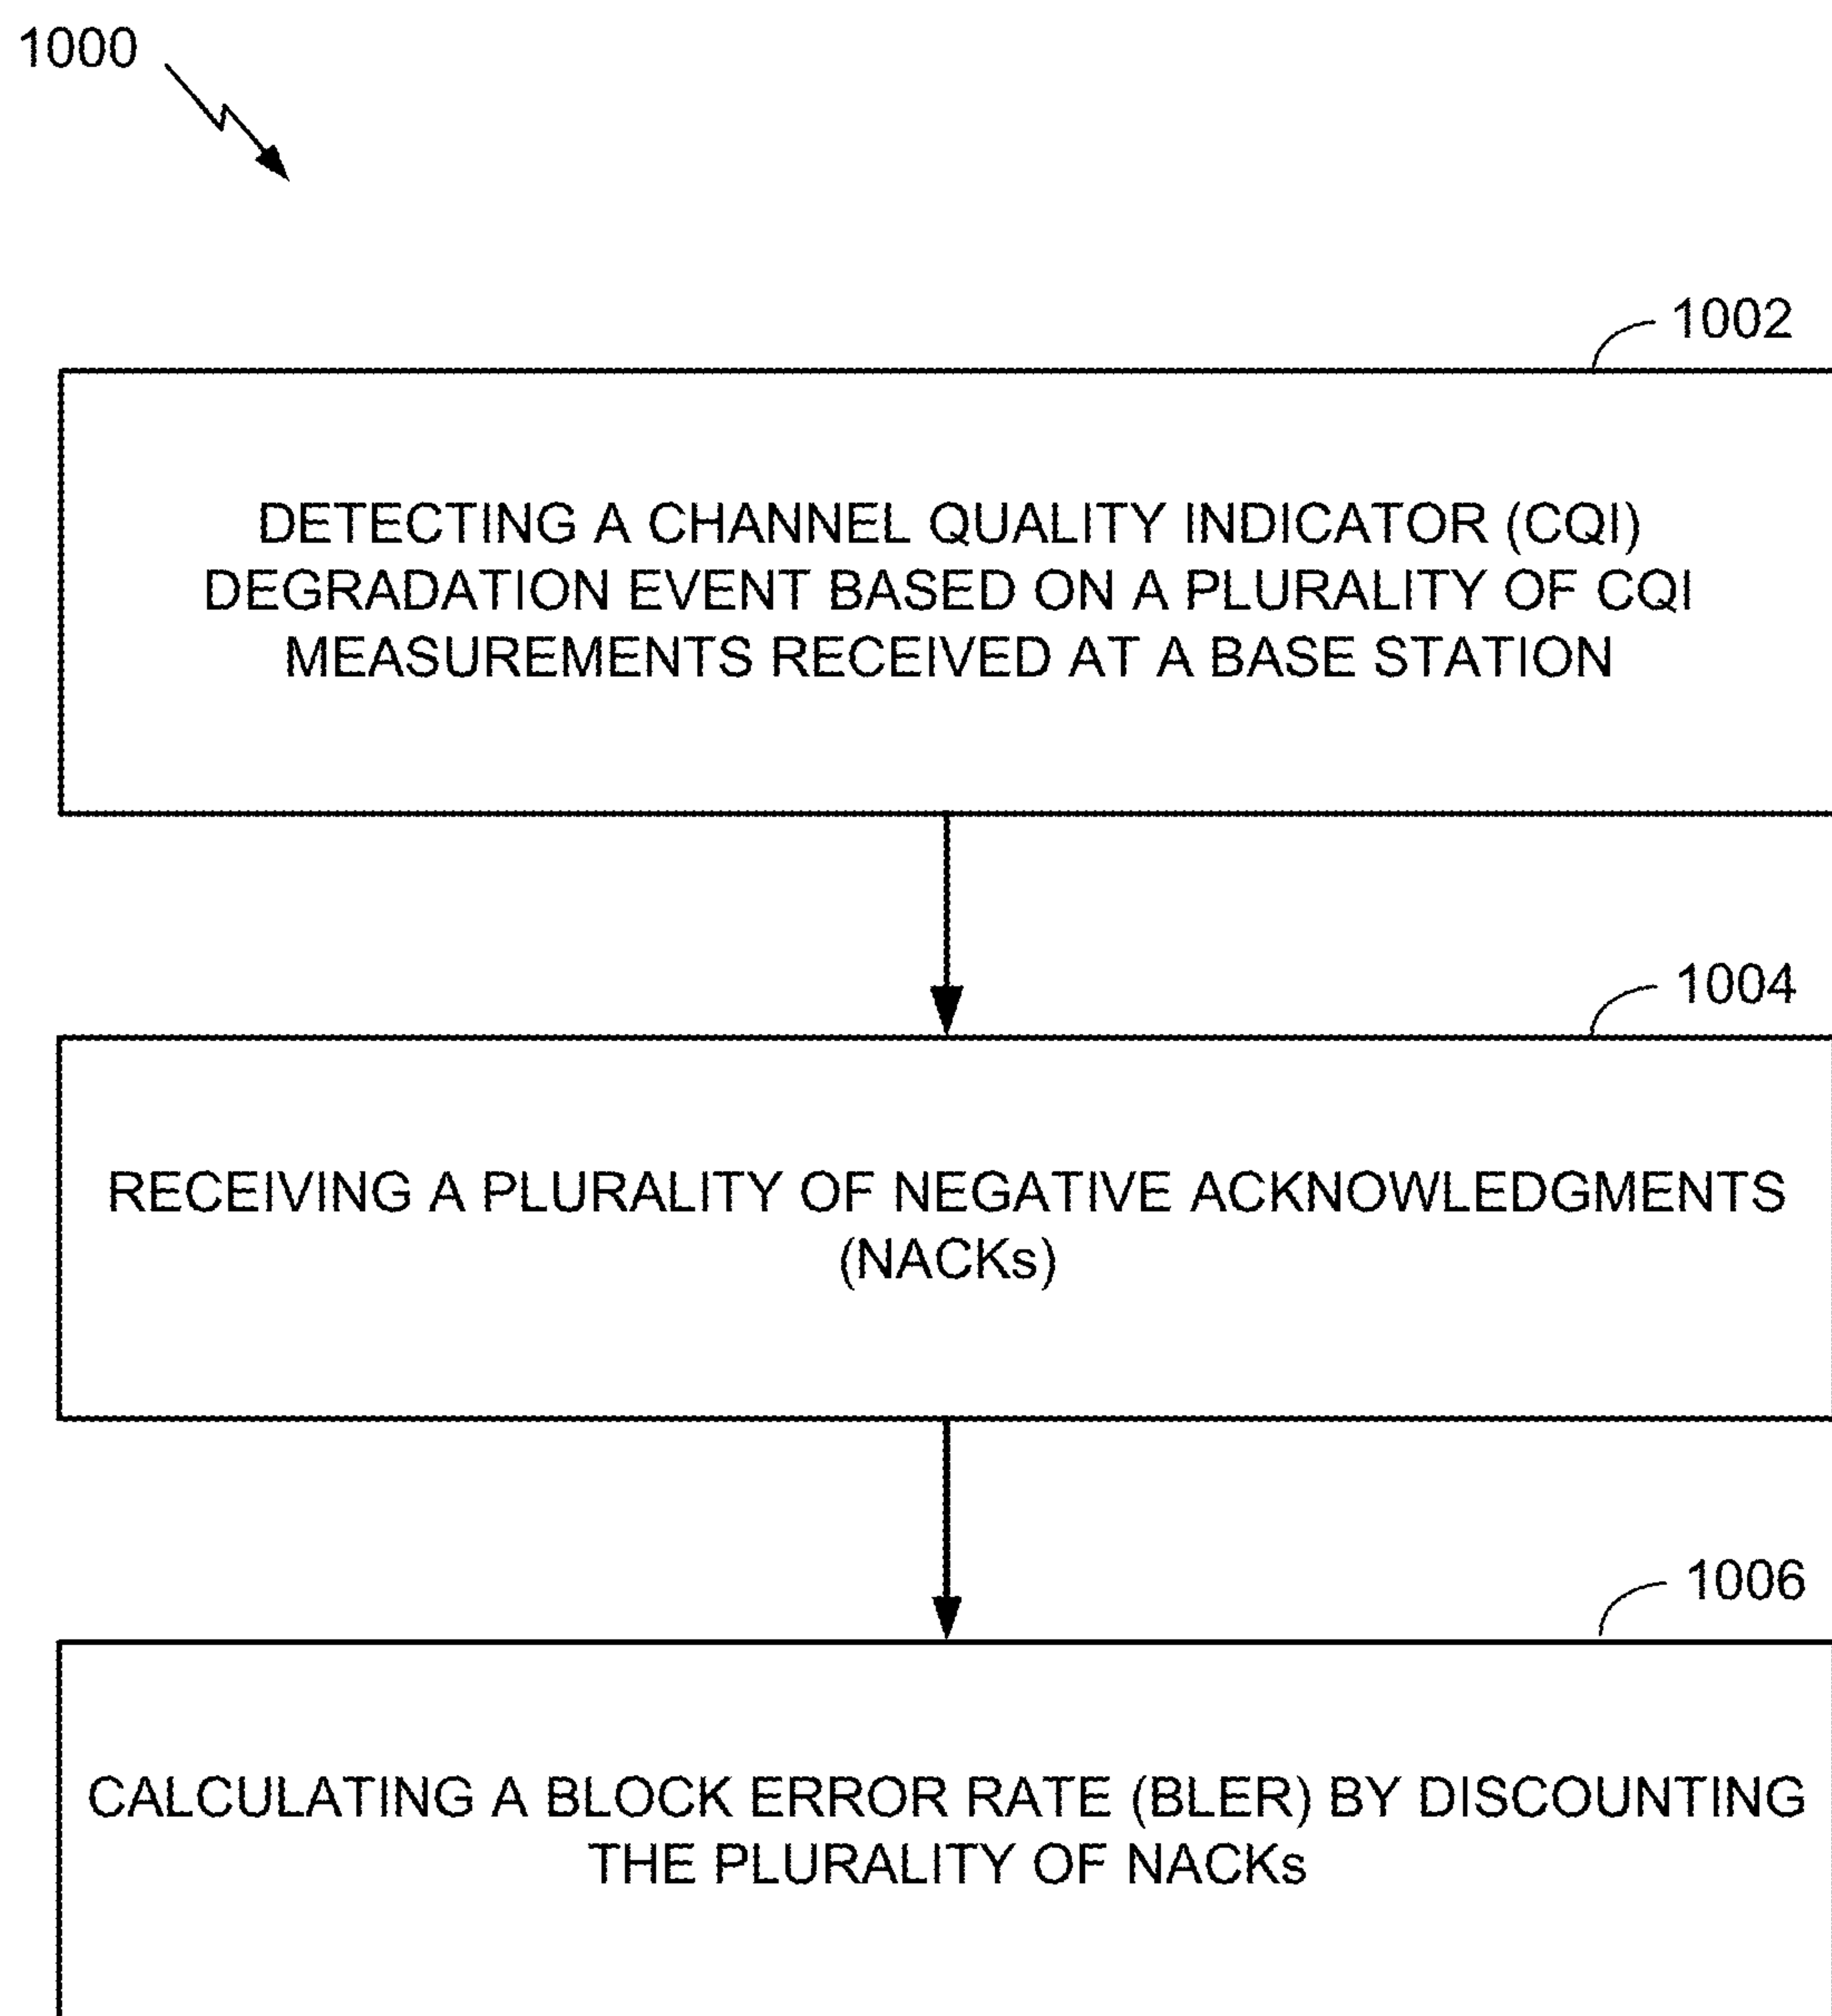 1000
1002
DETECTING A CHANNEL QUALITY INDICATOR (CQI)
DEGRADATION EVENT BASED ON A PLURALITY OF CQI
MEASUREMENTS RECEIVED AT A BASE STATION
1004
RECEIVING A PLURALITY OF NEGATIVE ACKNOWLEDGMENTS
(NACKs)
1006
CALCULATING A BLOCK ERROR RATE (BLER) BY DISCOUNTING
THE PLURALITY OF NACKs